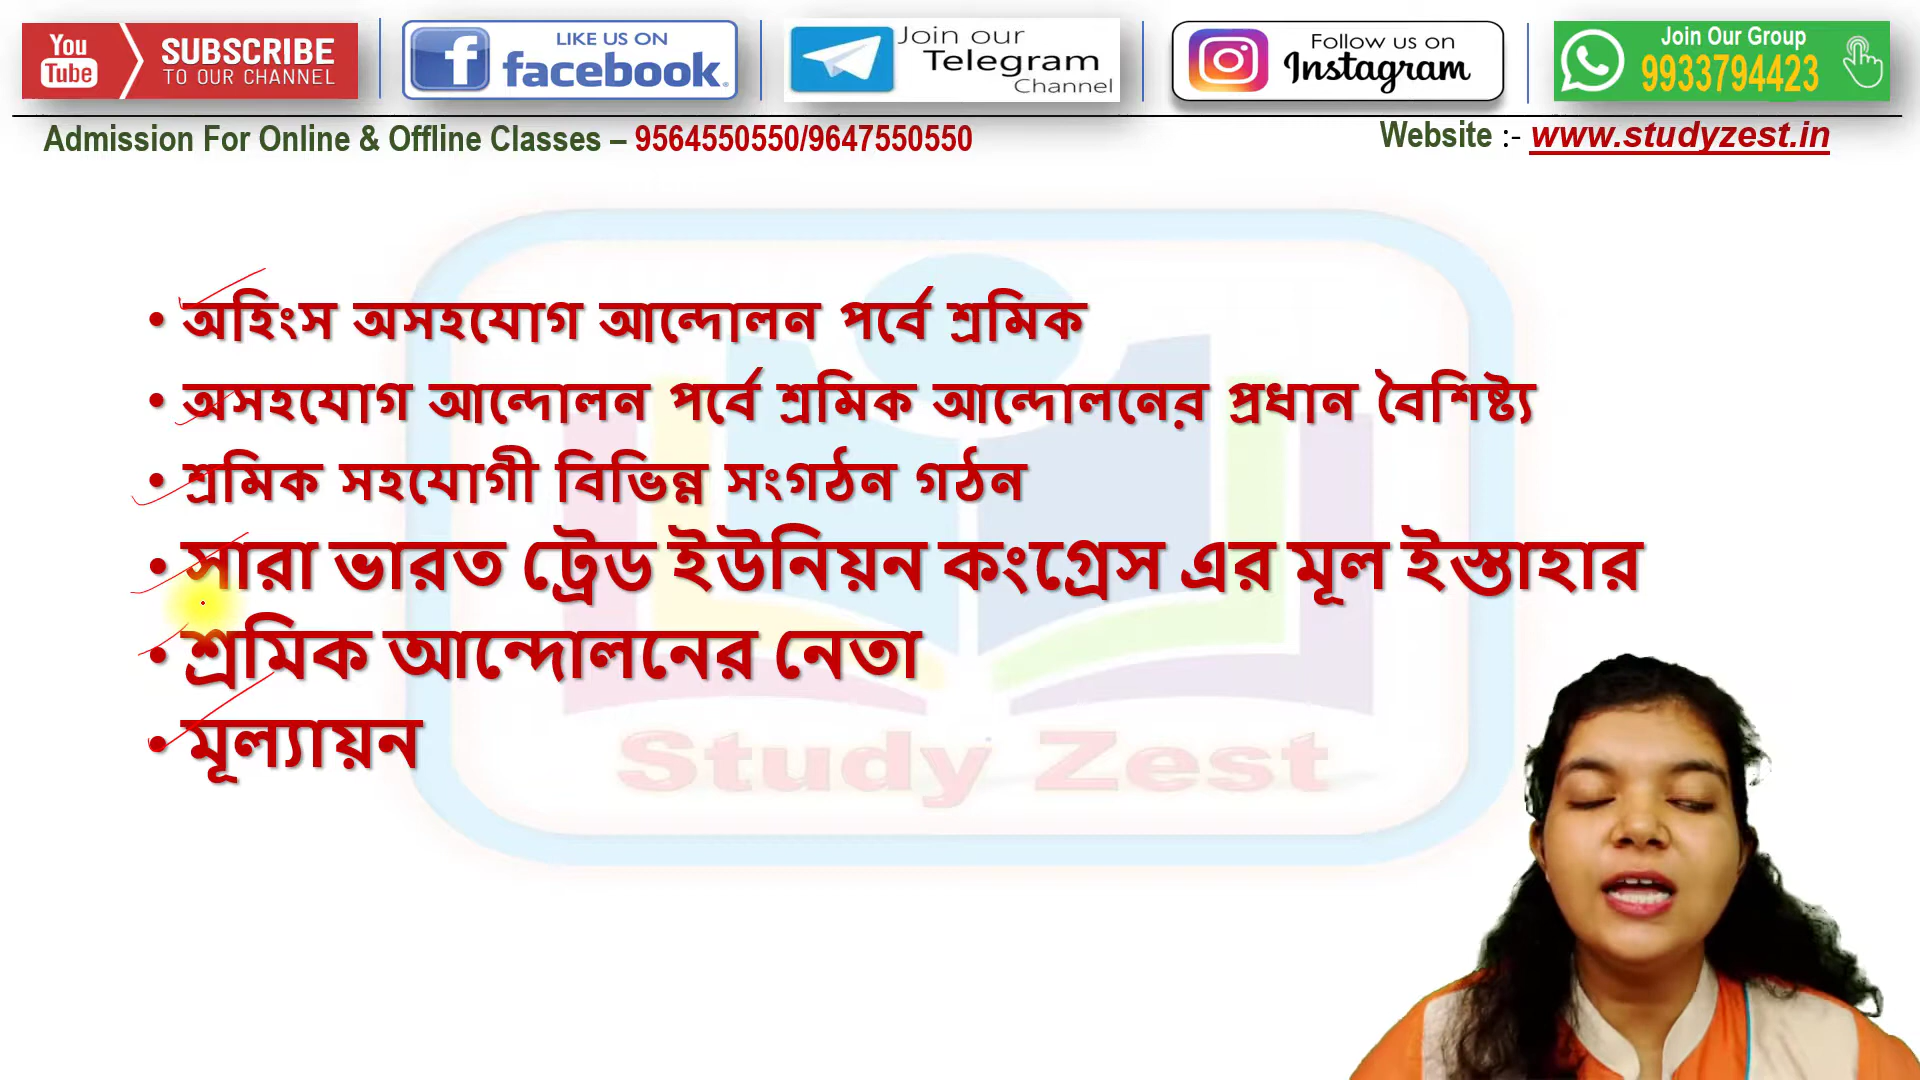 You Tube SUBSCRIBE TO OUR CHANNEL
LIKE US ON facebook.
Join our Telegram Channel
Follow us on Instagram
Join Our Group 9933794423
Admission For Online & Offline Classes – 9564550550/9647550550
Website :- www.studyzest.in
• অহিংস অসহযোগ আন্দোলন পর্বে শ্রমিক
• অসহযোগ আন্দোলন পর্বে শ্রমিক আন্দোলনের প্রধান বৈশিষ্ট্য
• শ্রমিক সহযোগী বিভিন্ন সংগঠন গঠন
• সারা ভারত ট্রেড ইউনিয়ন কংগ্রেস এর মূল ইস্তাহার
• শ্রমিক আন্দোলনের নেতা
• মূল্যায়ন
Study Zest